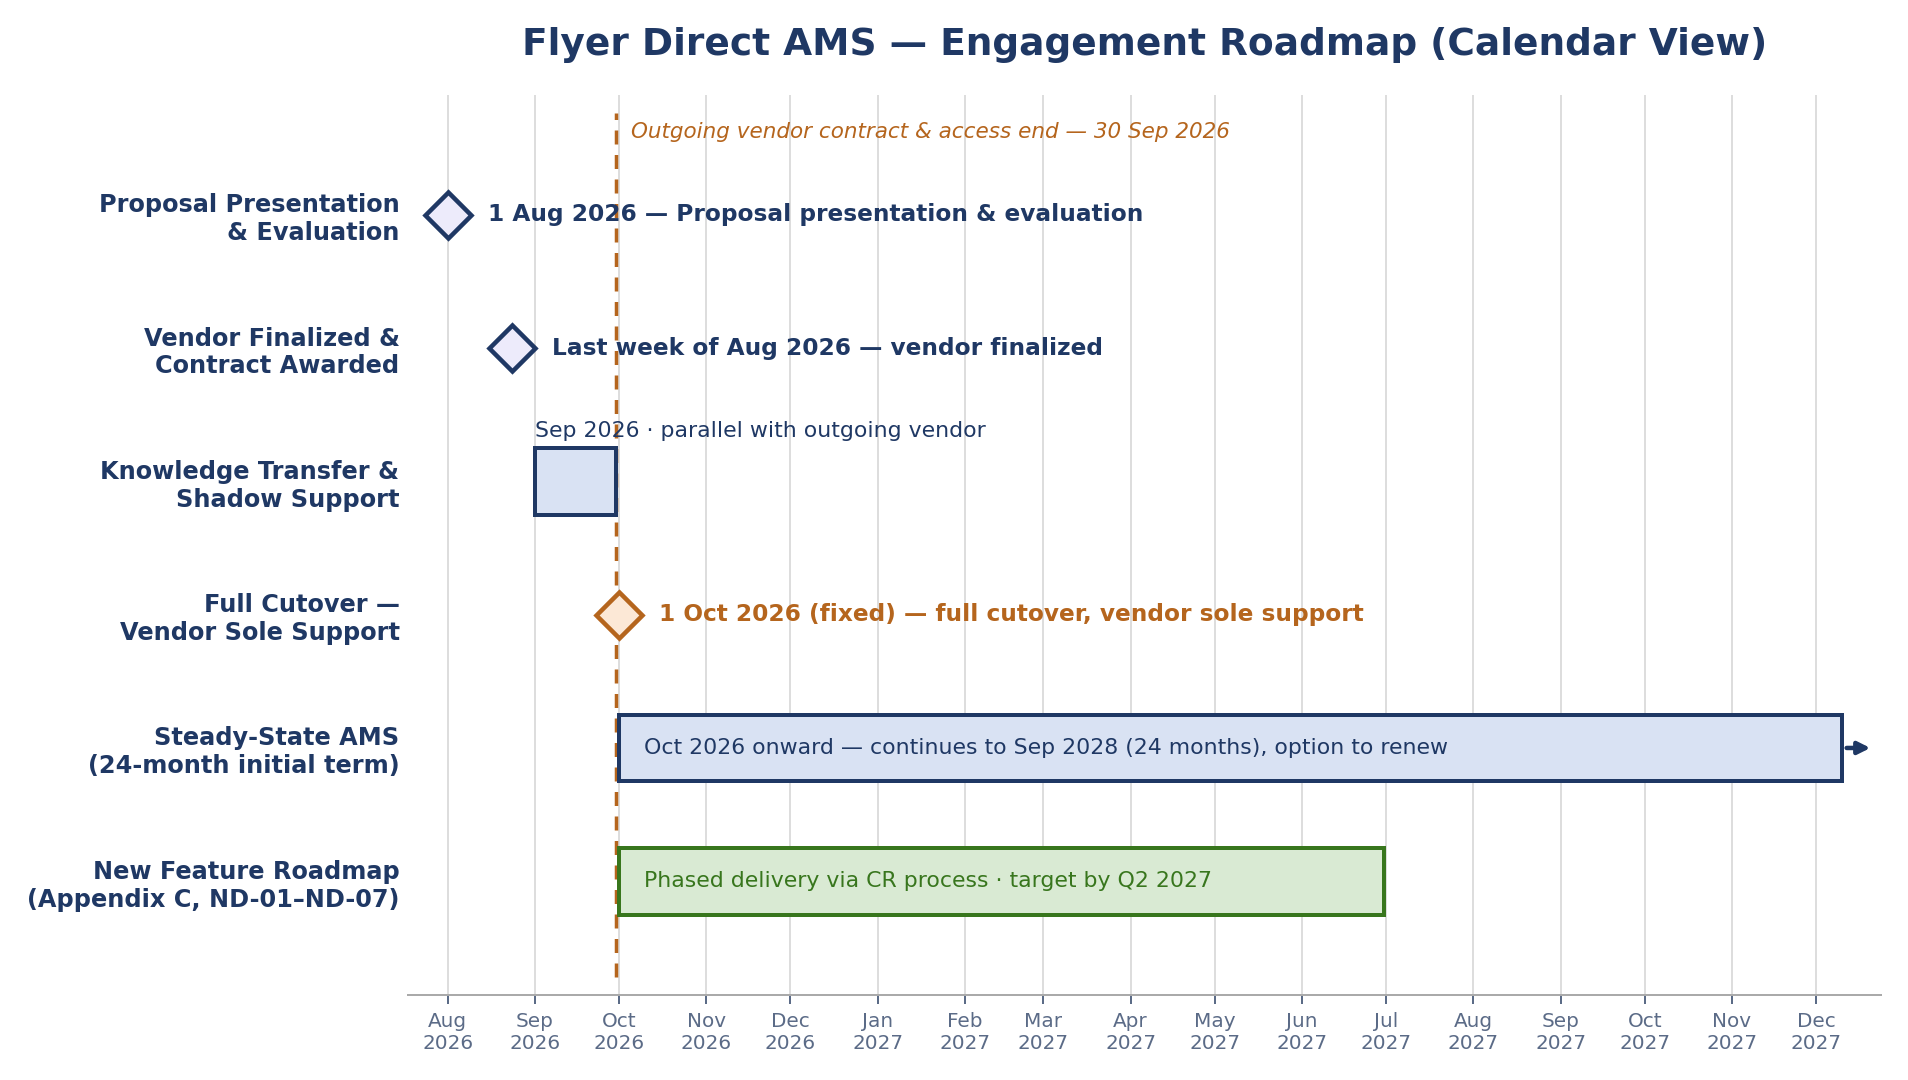 Flyer Direct AMS — Engagement Roadmap (Calendar View)
Outgoing vendor contract & access end — 30 Sep 2026
Proposal Presentation
& Evaluation
1 Aug 2026 — Proposal presentation & evaluation
Vendor Finalized &
Contract Awarded
Last week of Aug 2026 — vendor finalized
Sep 2026 · parallel with outgoing vendor
Knowledge Transfer &
Shadow Support
Full Cutover —
Vendor Sole Support
1 Oct 2026 (fixed) — full cutover, vendor sole support
Steady-State AMS
(24-month initial term)
Oct 2026 onward — continues to Sep 2028 (24 months), option to renew
New Feature Roadmap
(Appendix C, ND-01–ND-07)
Phased delivery via CR process · target by Q2 2027
Aug Sep Oct Nov Dec Jan Feb Mar Apr May Jun Jul Aug Sep Oct Nov Dec
2026 2026 2026 2026 2026 2027 2027 2027 2027 2027 2027 2027 2027 2027 2027 2027 2027